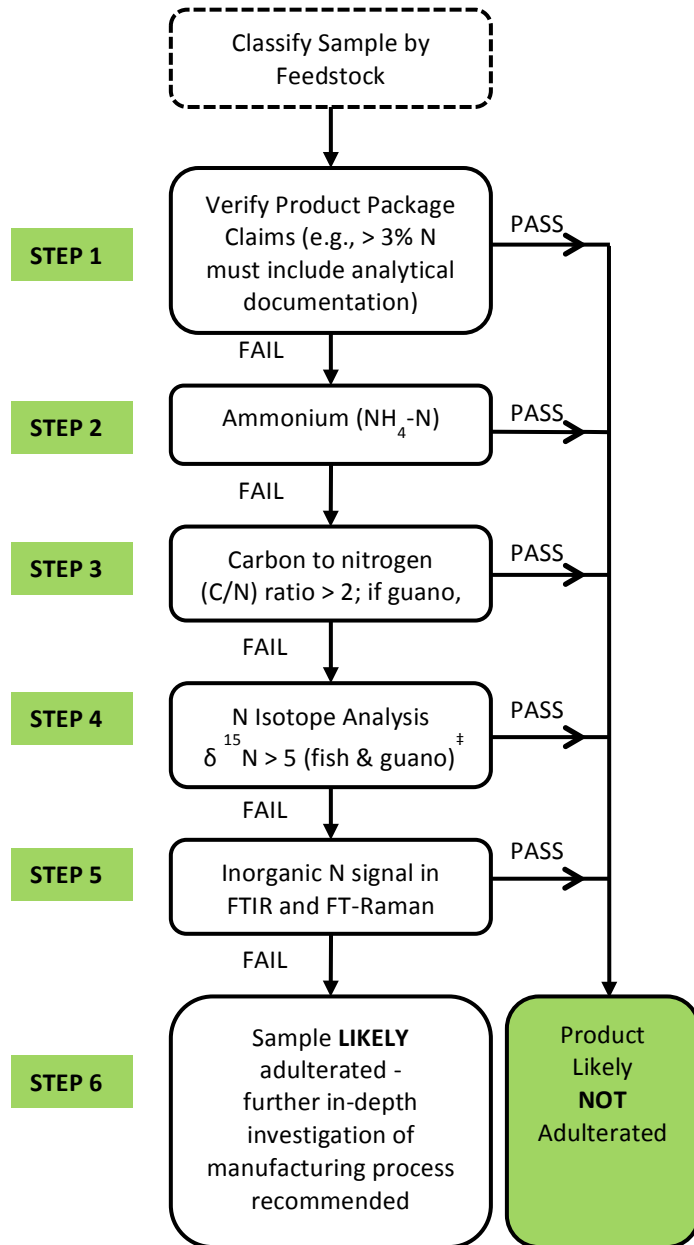 Classify Sample by
Feedstock
STEP 1
Verify Product Package
Claims (e.g., > 3% N
must include analytical
documentation)
PASS
FAIL
STEP 2
Ammonium (NH4-N)
PASS
FAIL
STEP 3
Carbon to nitrogen
(C/N) ratio > 2; if guano,
PASS
FAIL
STEP 4
N Isotope Analysis
δ 15N > 5 (fish & guano)‡
PASS
FAIL
STEP 5
Inorganic N signal in
FTIR and FT-Raman
PASS
FAIL
STEP 6
Sample LIKELY
adulterated -
further in-depth
investigation of
manufacturing process
recommended
Product
Likely
NOT
Adulterated